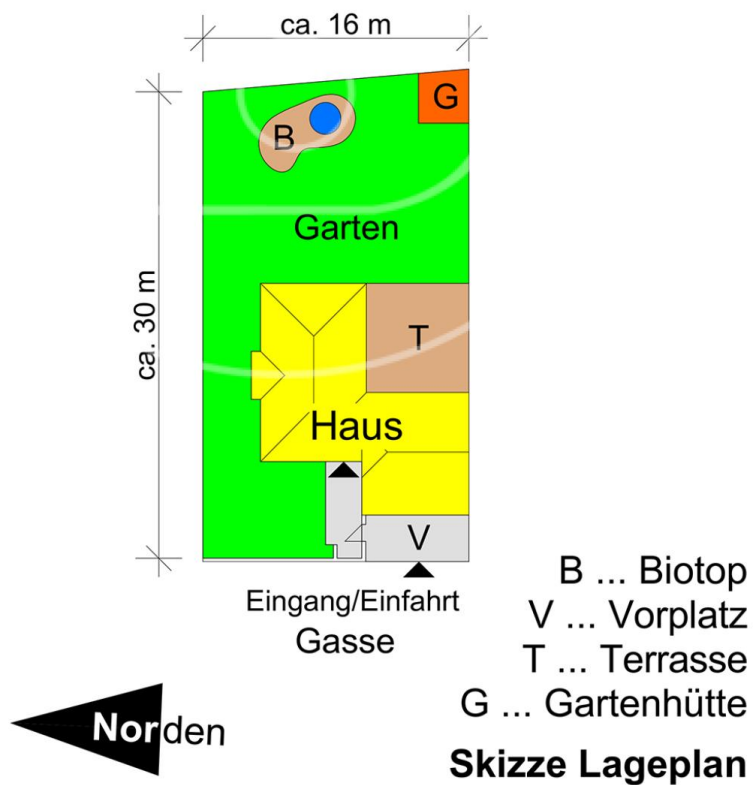 ca. 16 m
G
B
Garten
ca. 30 m
T
Haus
V
Eingang/Einfahrt
Gasse
B ... Biotop
V ... Vorplatz
T ... Terrasse
G ... Gartenhütte
Norden
Skizze Lageplan